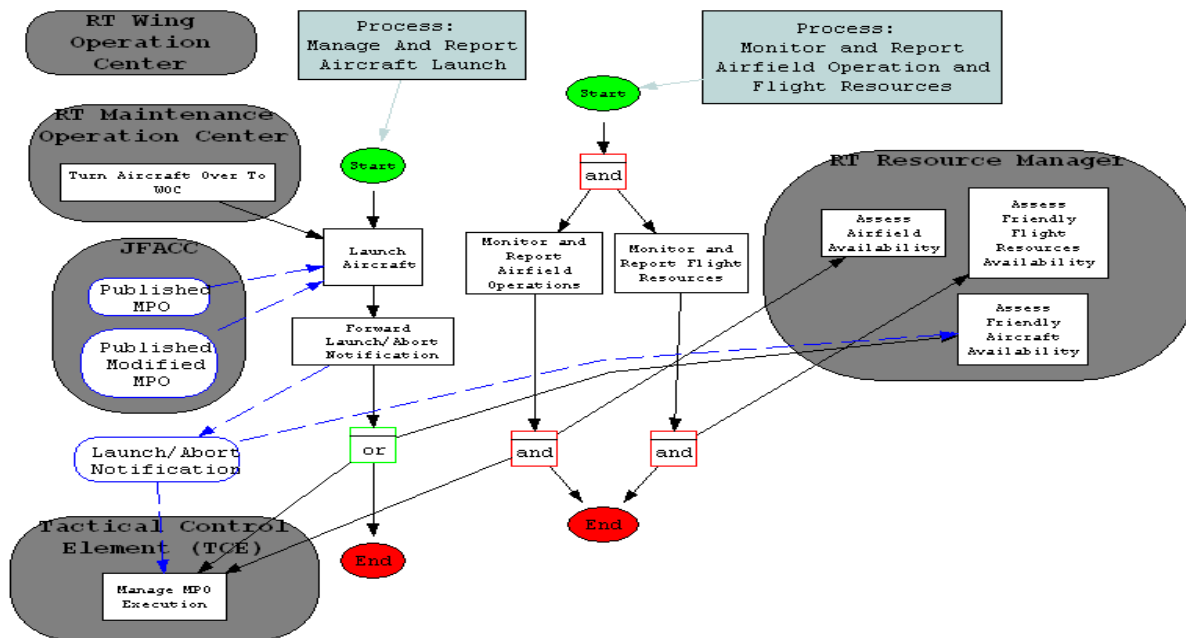 RT Wing
Operation
Center
Process:
Manage And Report
Aircraft Launch
Process:
Monitor and Report
Airfield Operation and
Flight Resources
Start
RT Maintenance
Operation Center
Turn Aircraft Over To
WOC
Start
and
RT Resource Manager
Assess
Airfield
Availability
Assess
Friendly
Flight
Resources
Availability
JFACC
Published
MPO
Published
Modified
MPO
Launch
Aircraft
Monitor and
Report
Airfield
Operations
Monitor and
Report Flight
Resources
Assess
Friendly
Aircraft
Availability
Forward
Launch/Abort
Notification
Launch/Abort
Notification
or
and
and
Tactical Control
Element (TCE)
Manage MPO
Execution
End
End